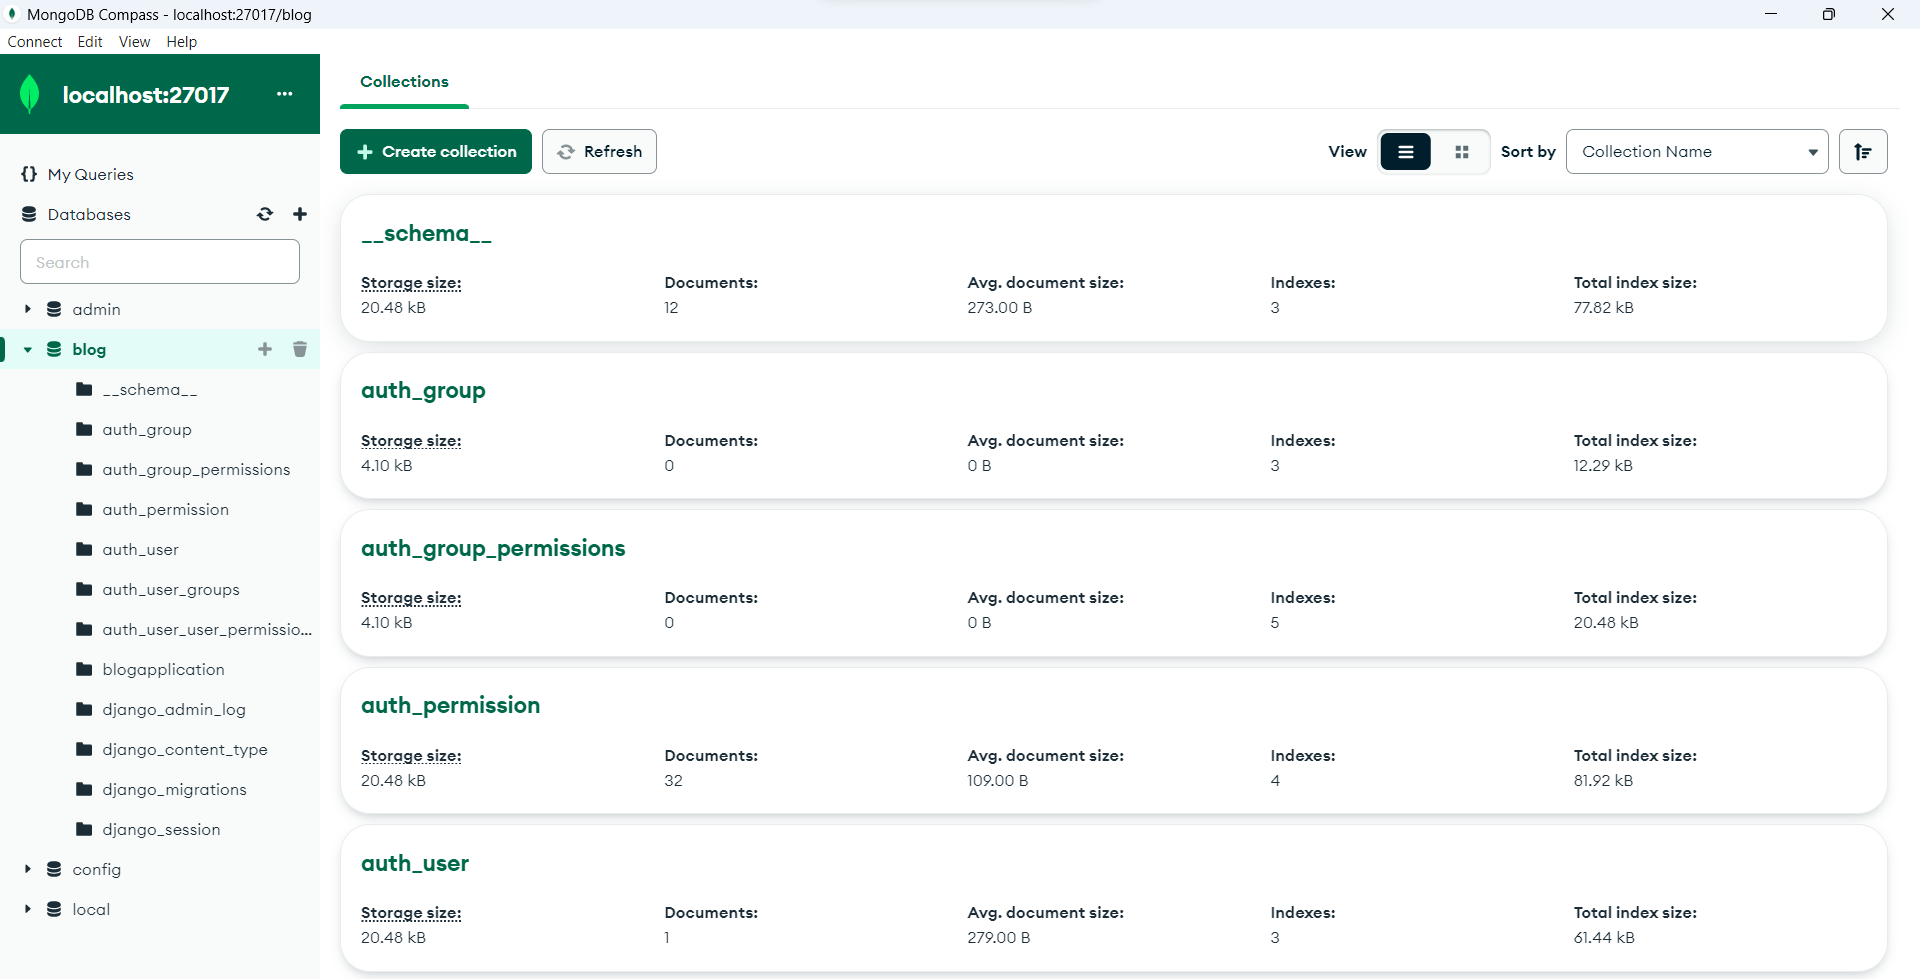 MongoDB Compass - localhost:27017/blog
Connect Edit View Help
localhost:27017 ...
{} My Queries
Databases
Search
admin
blog
__schema__
auth_group
auth_group_permissions
auth_permission
auth_user
auth_user_groups
auth_user_user_permissio...
blogapplication
django_admin_log
django_content_type
django_migrations
django_session
config
local
Collections
Create collection Refresh View Sort by Collection Name
__schema__
Storage size: Documents: Avg. document size: Indexes: Total index size:
20.48 kB 12 273.00 B 3 77.82 kB
auth_group
Storage size: Documents: Avg. document size: Indexes: Total index size:
4.10 kB 0 0 B 3 12.29 kB
auth_group_permissions
Storage size: Documents: Avg. document size: Indexes: Total index size:
4.10 kB 0 0 B 5 20.48 kB
auth_permission
Storage size: Documents: Avg. document size: Indexes: Total index size:
20.48 kB 32 109.00 B 4 81.92 kB
auth_user
Storage size: Documents: Avg. document size: Indexes: Total index size:
20.48 kB 1 279.00 B 3 61.44 kB